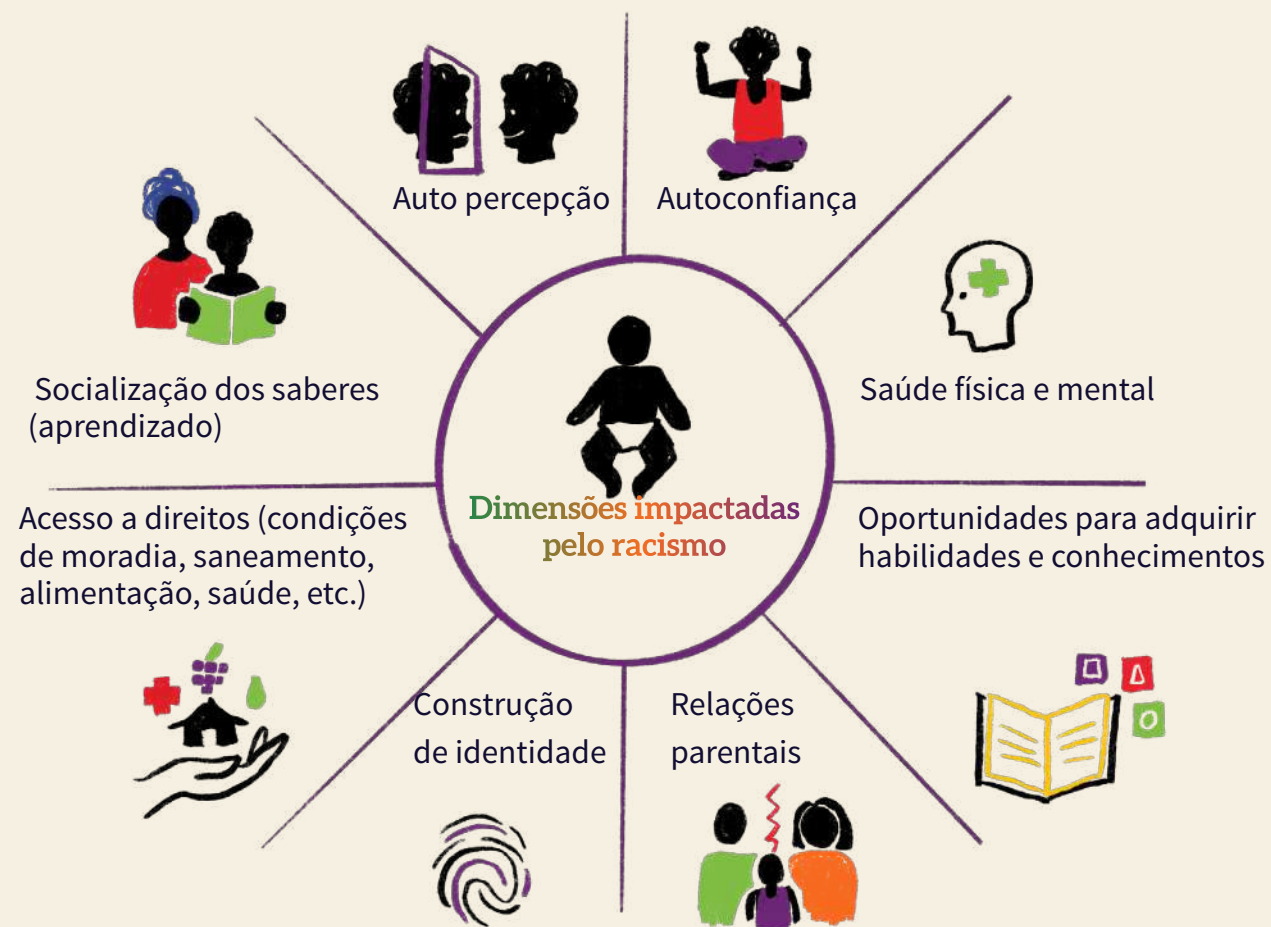 Auto percepção
Autoconfiança
Socialização dos saberes
(aprendizado)
Saúde física e mental
Dimensões impactadas
pelo racismo
Acesso a direitos (condições
de moradia, saneamento,
alimentação, saúde, etc.)
Oportunidades para adquirir
habilidades e conhecimentos
Construção
de identidade
Relações
parentais